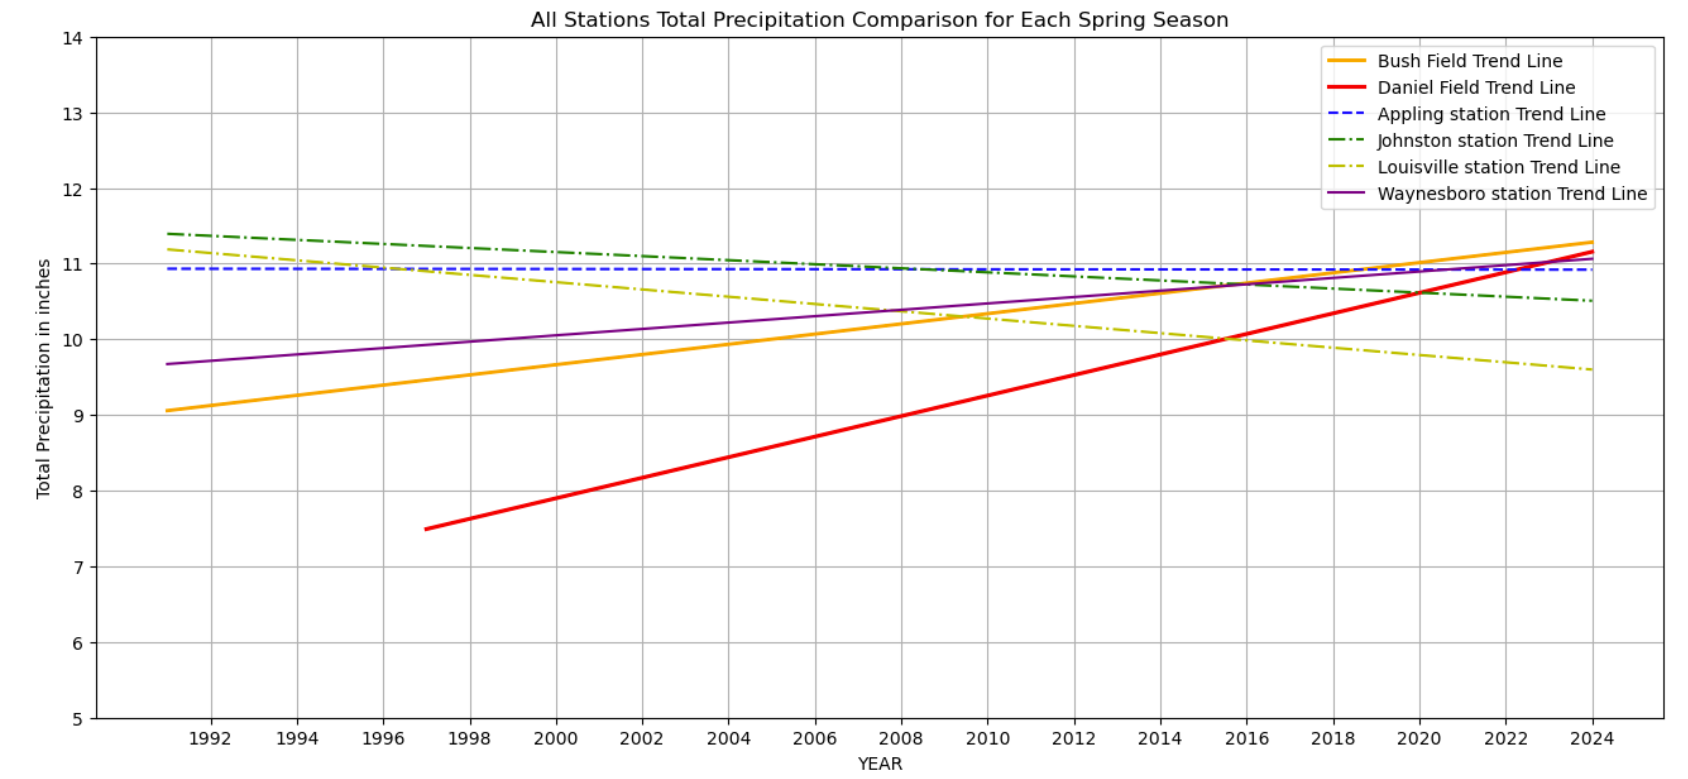 All Stations Total Precipitation Comparison for Each Spring Season
Bush Field Trend Line
Daniel Field Trend Line
Appling station Trend Line
Johnston station Trend Line
Louisville station Trend Line
Waynesboro station Trend Line
Total Precipitation in inches
14
13
12
11
10
9
8
7
6
5
1992 1994 1996 1998 2000 2002 2004 2006 2008 2010 2012 2014 2016 2018 2020 2022 2024
YEAR